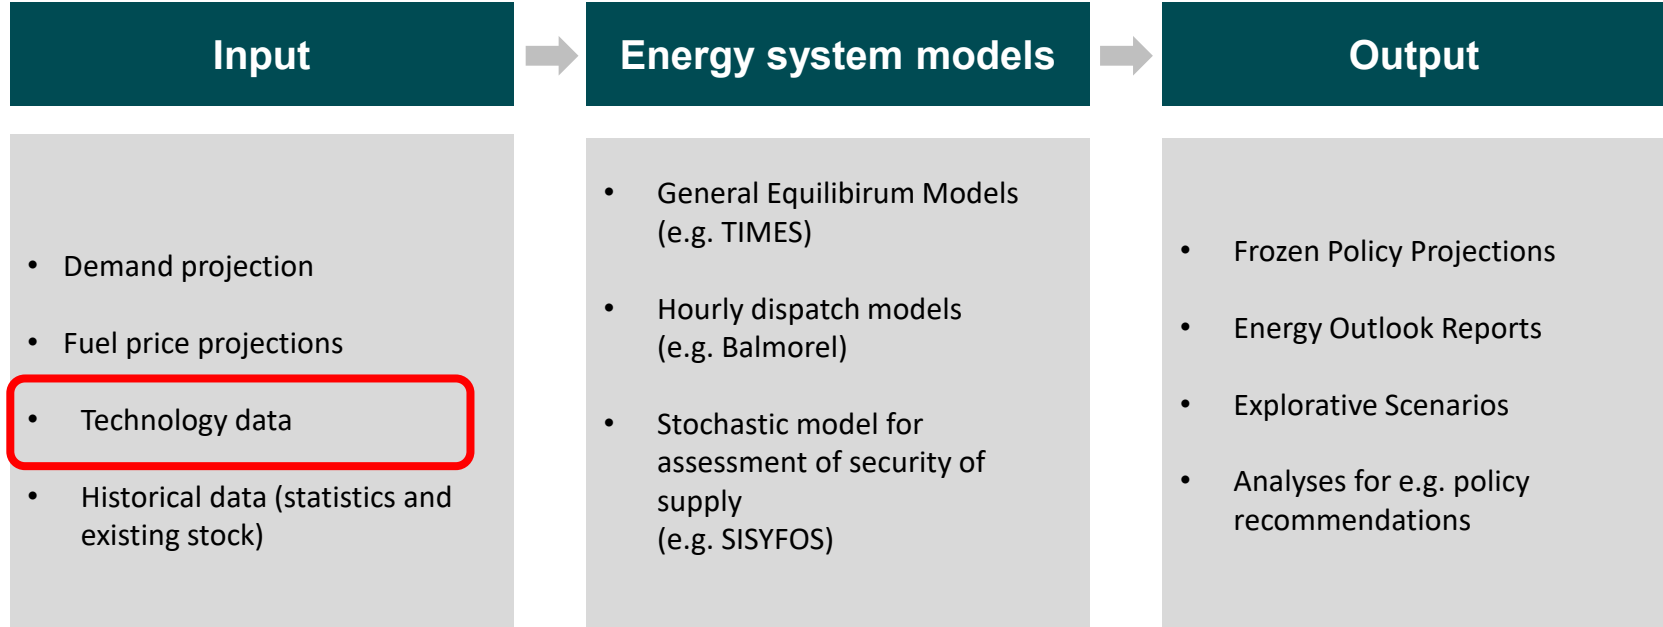 Input
• Demand projection
• Fuel price projections
• Technology data
• Historical data (statistics and
existing stock)
Energy system models
• General Equilibirum Models
(e.g. TIMES)
• Hourly dispatch models
(e.g. Balmorel)
• Stochastic model for
assessment of security of
supply
(e.g. SISYFOS)
Output
• Frozen Policy Projections
• Energy Outlook Reports
• Explorative Scenarios
• Analyses for e.g. policy
recommendations